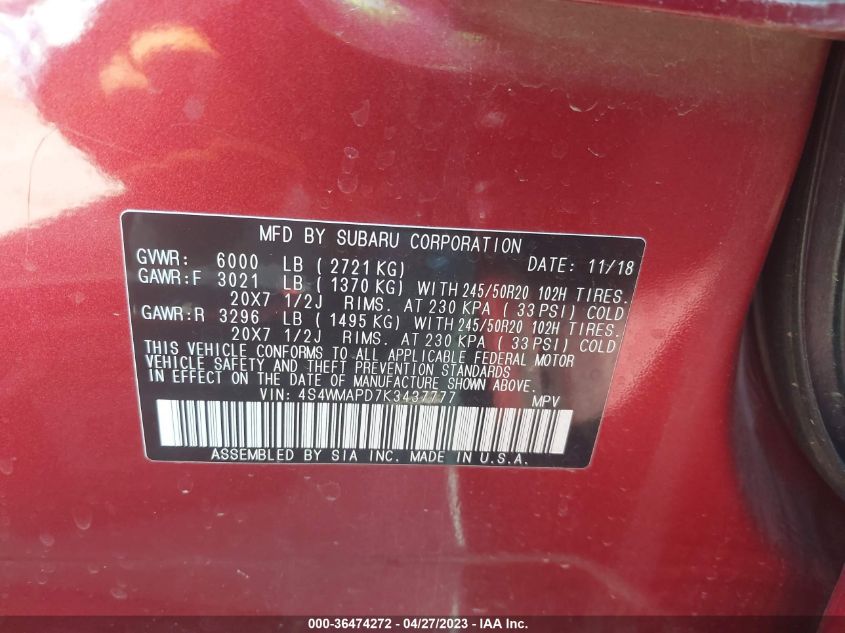 MFD BY SUBARU CORPORATION
GVWR: 6000 LB ( 2721 KG) DATE: 11/18
GAWR:F 3021 LB ( 1370 KG) WITH 245/50R20 102H TIRES.
20X7 1/2J RIMS. AT 230 KPA ( 33 PSI) COLD
GAWR:R 3296 LB ( 1495 KG) WITH 245/50R20 102H TIRES.
20X7 1/2J RIMS. AT 230 KPA ( 33 PSI) COLD
THIS VEHICLE CONFORMS TO ALL APPLICABLE FEDERAL MOTOR
VEHICLE SAFETY AND THEFT PREVENTION STANDARDS
IN EFFECT ON THE DATE OF MANUFACTURE SHOWN ABOVE.
VIN: 4S4WMAPD7K3437777 MPV
ASSEMBLED BY SIA INC. MADE IN U.S.A.
000-36474272 - 04/27/2023 - IAA Inc.